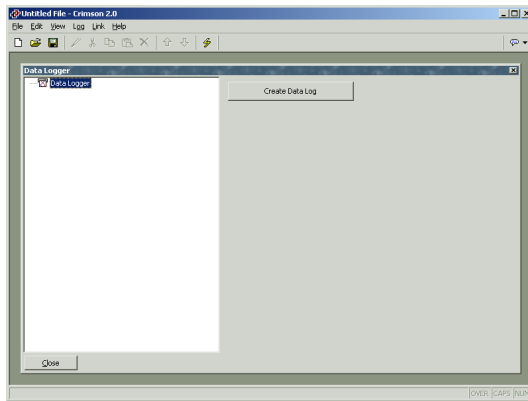 Untitled File - Crimson 2.0
File Edit View Log Link Help
Data Logger
Data Logger
Create Data Log
Close
OVER CAPS NUM